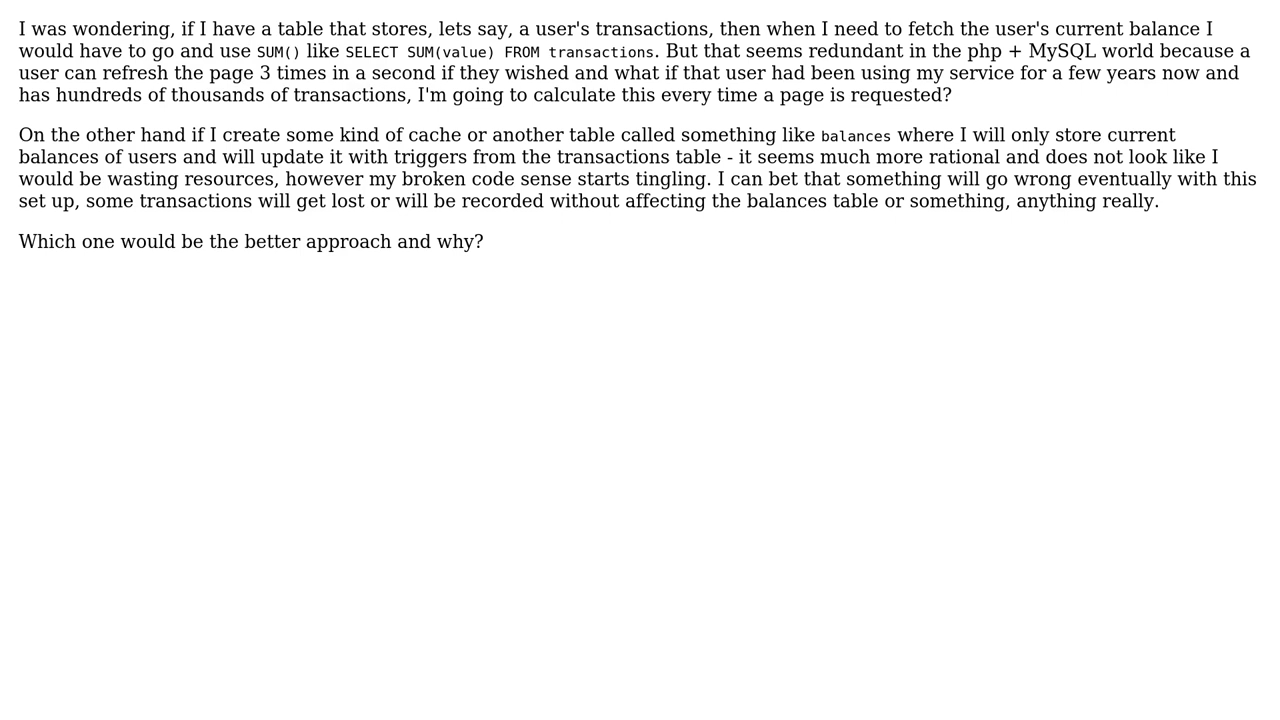 I was wondering, if I have a table that stores, lets say, a user's transactions, then when I need to fetch the user's current balance I
would have to go and use SUM() like SELECT SUM(value) FROM transactions. But that seems redundant in the php + MySQL world because a
user can refresh the page 3 times in a second if they wished and what if that user had been using my service for a few years now and
has hundreds of thousands of transactions, I'm going to calculate this every time a page is requested?
On the other hand if I create some kind of cache or another table called something like balances where I will only store current
balances of users and will update it with triggers from the transactions table - it seems much more rational and does not look like I
would be wasting resources, however my broken code sense starts tingling. I can bet that something will go wrong eventually with this
set up, some transactions will get lost or will be recorded without affecting the balances table or something, anything really.
Which one would be the better approach and why?